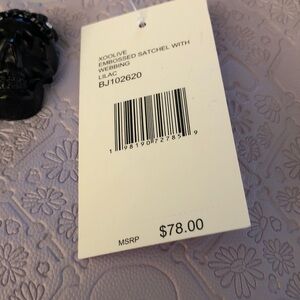 XOOLIVE
EMBOSSED SATCHEL WITH
WEBBING
LILAC
BJ102620
1 98190 72785 9
MSRP $78.00